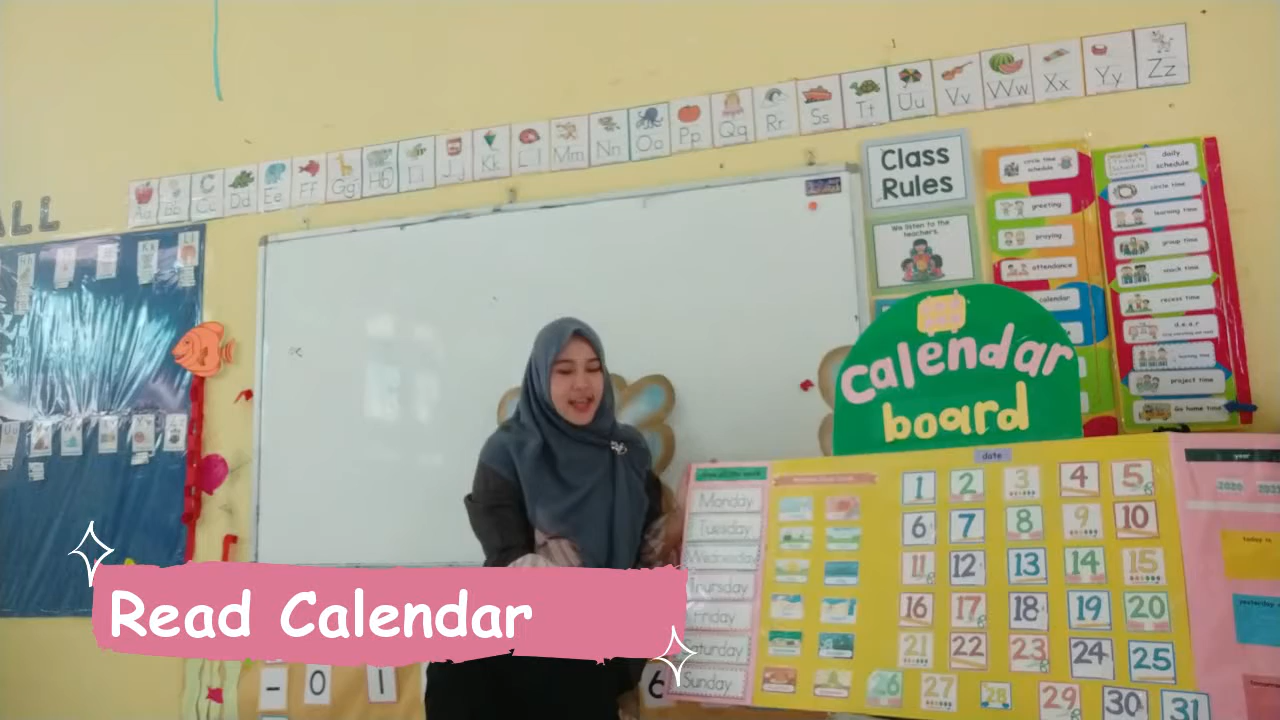 ALL
Aa Bb Cc Dd Ee Ff Gg Hh Ii Jj Kk Ll Mm Nn Oo Pp Qq Rr Ss Tt Uu Vv Ww Xx Yy Zz
Class
Rules
We listen to the
teachers.
circle time
schedule
greeting
praying
attendance
calendar
daily
schedule
circle time
learning time
group time
snack time
recess time
d.e.a.r
learning time
project time
Go home time
calendar
board
date
year
2020
Monday
Tuesday
Wednesday
Thursday
Friday
Saturday
Sunday
1 2 3 4 5
6 7 8 9 10
11 12 13 14 15
16 17 18 19 20
21 22 23 24 25
26 27 28 29 30 31
today is
yesterday
Read Calendar
- 0 1
6